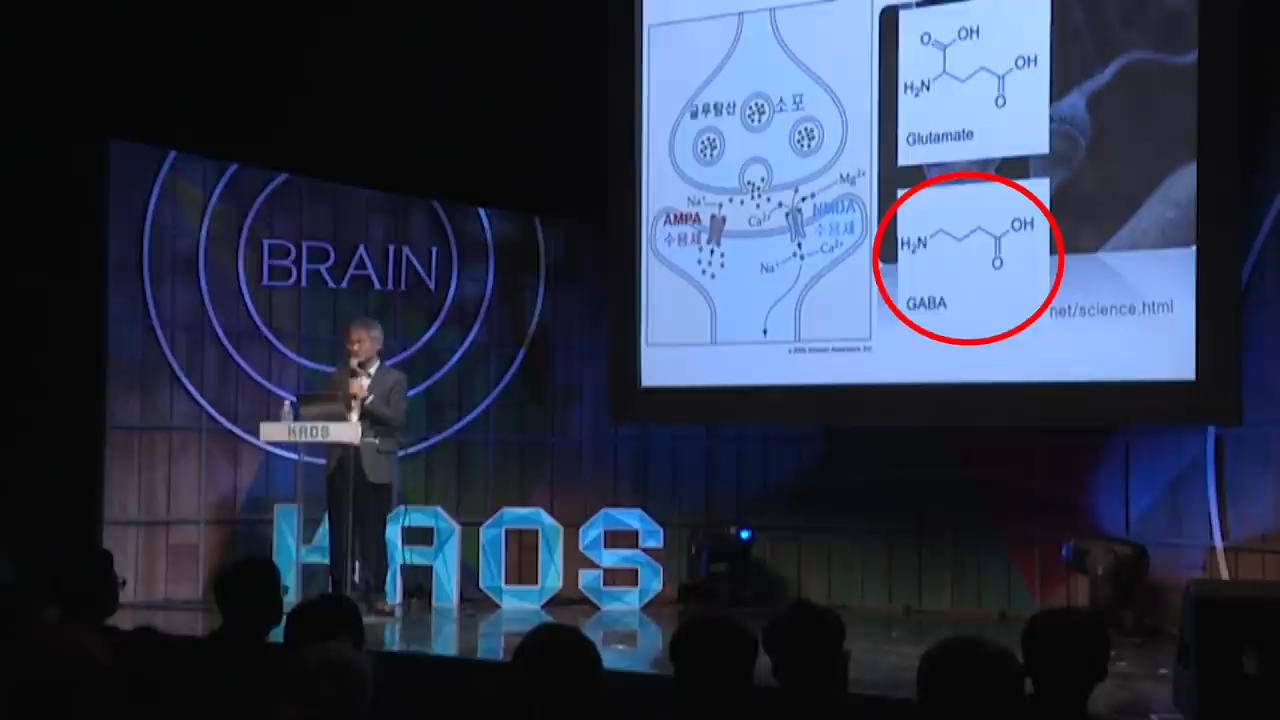 BRAIN
KAOS
KAOS
글루탐산
소포
Na⁺
Mg²⁺
Ca²⁺
AMPA
수용체
NMDA
수용체
Na⁺
Ca²⁺
O
OH
H₂N
OH
O
Glutamate
H₂N
OH
O
GABA
net/science.html